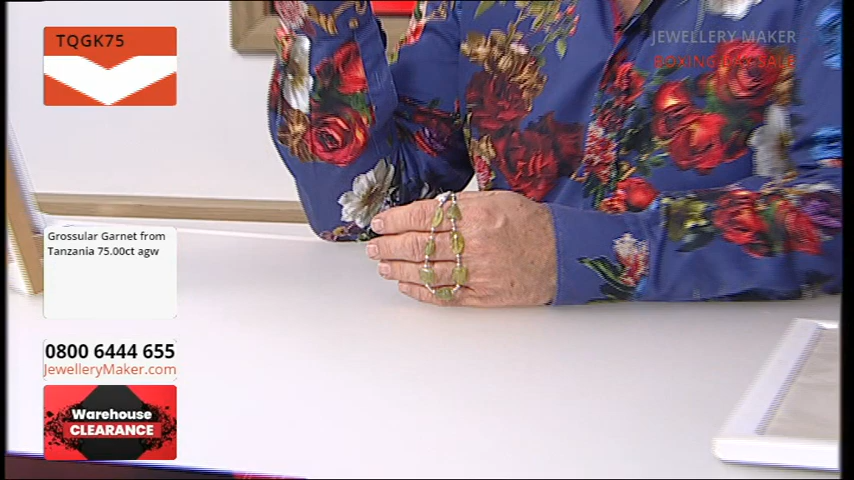 TQGK75
JEWELLERY MAKER
BOXING DAY SALE
Grossular Garnet from
Tanzania 75.00ct agw
0800 6444 655
JewelleryMaker.com
Warehouse
CLEARANCE